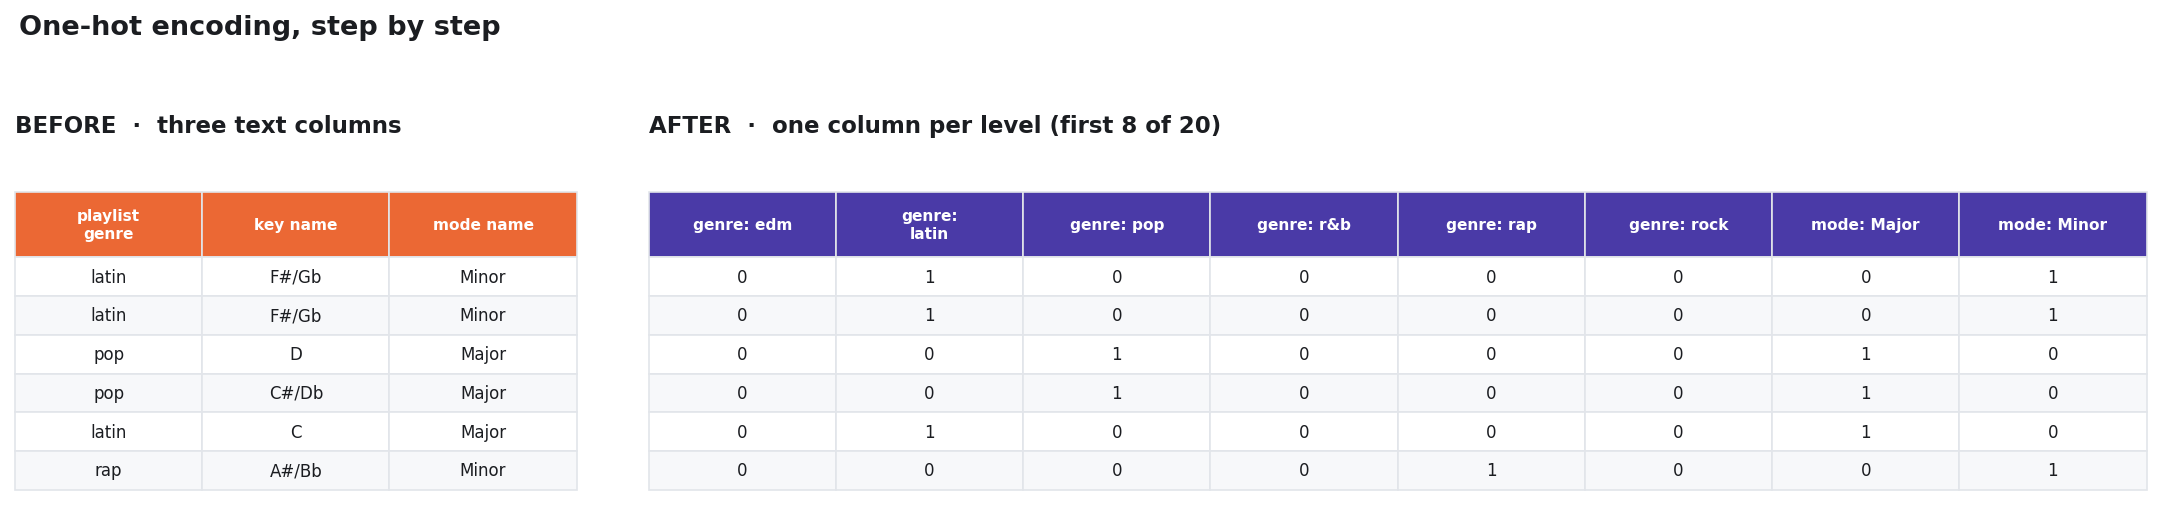 One-hot encoding, step by step
BEFORE · three text columns
playlist genre key name mode name
latin F#/Gb Minor
latin F#/Gb Minor
pop D Major
pop C#/Db Major
latin C Major
rap A#/Bb Minor
AFTER · one column per level (first 8 of 20)
genre: edm genre: latin genre: pop genre: r&b genre: rap genre: rock mode: Major mode: Minor
0 1 0 0 0 0 0 1
0 1 0 0 0 0 0 1
0 0 1 0 0 0 1 0
0 0 1 0 0 0 1 0
0 1 0 0 0 0 1 0
0 0 0 0 1 0 0 1